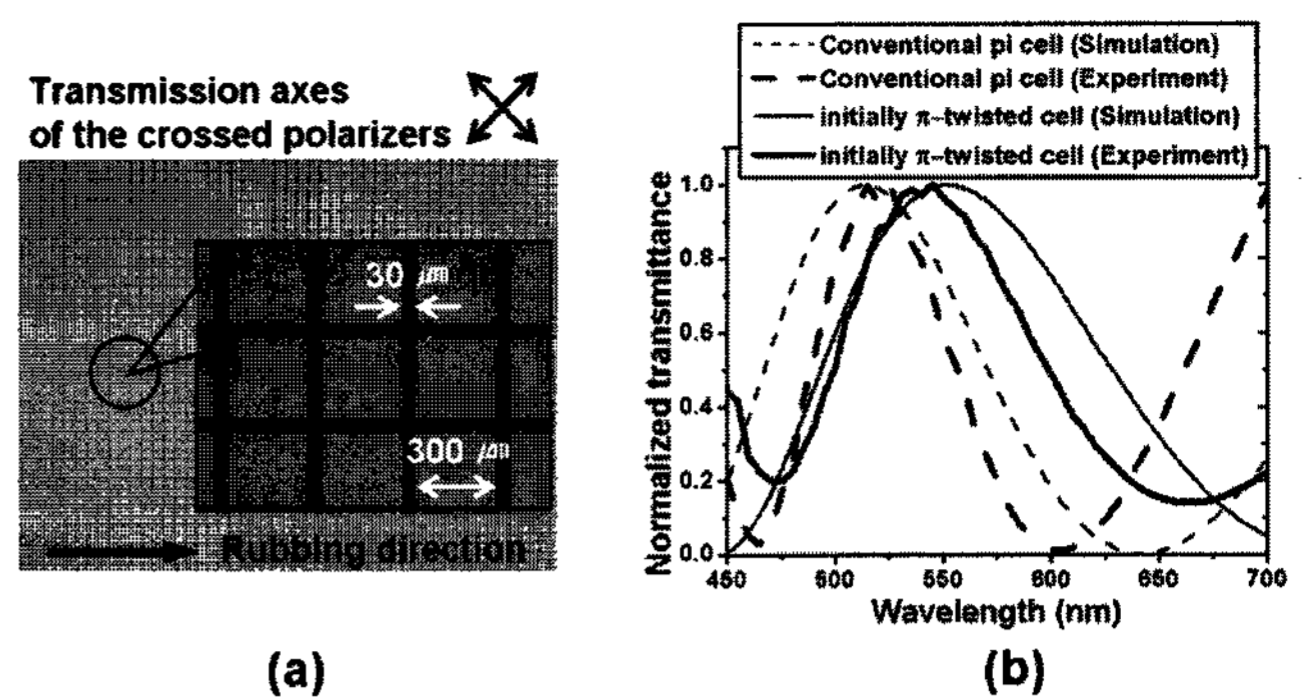 Transmission axes
of the crossed polarizers
30 μm
300 μm
Rubbing direction
(a)
Conventional pi cell (Simulation)
Conventional pi cell (Experiment)
initially π-twisted cell (Simulation)
initially π-twisted cell (Experiment)
Normalized transmittance
1.0
0.8
0.6
0.4
0.2
0.0
450 500 550 600 650 700
Wavelength (nm)
(b)